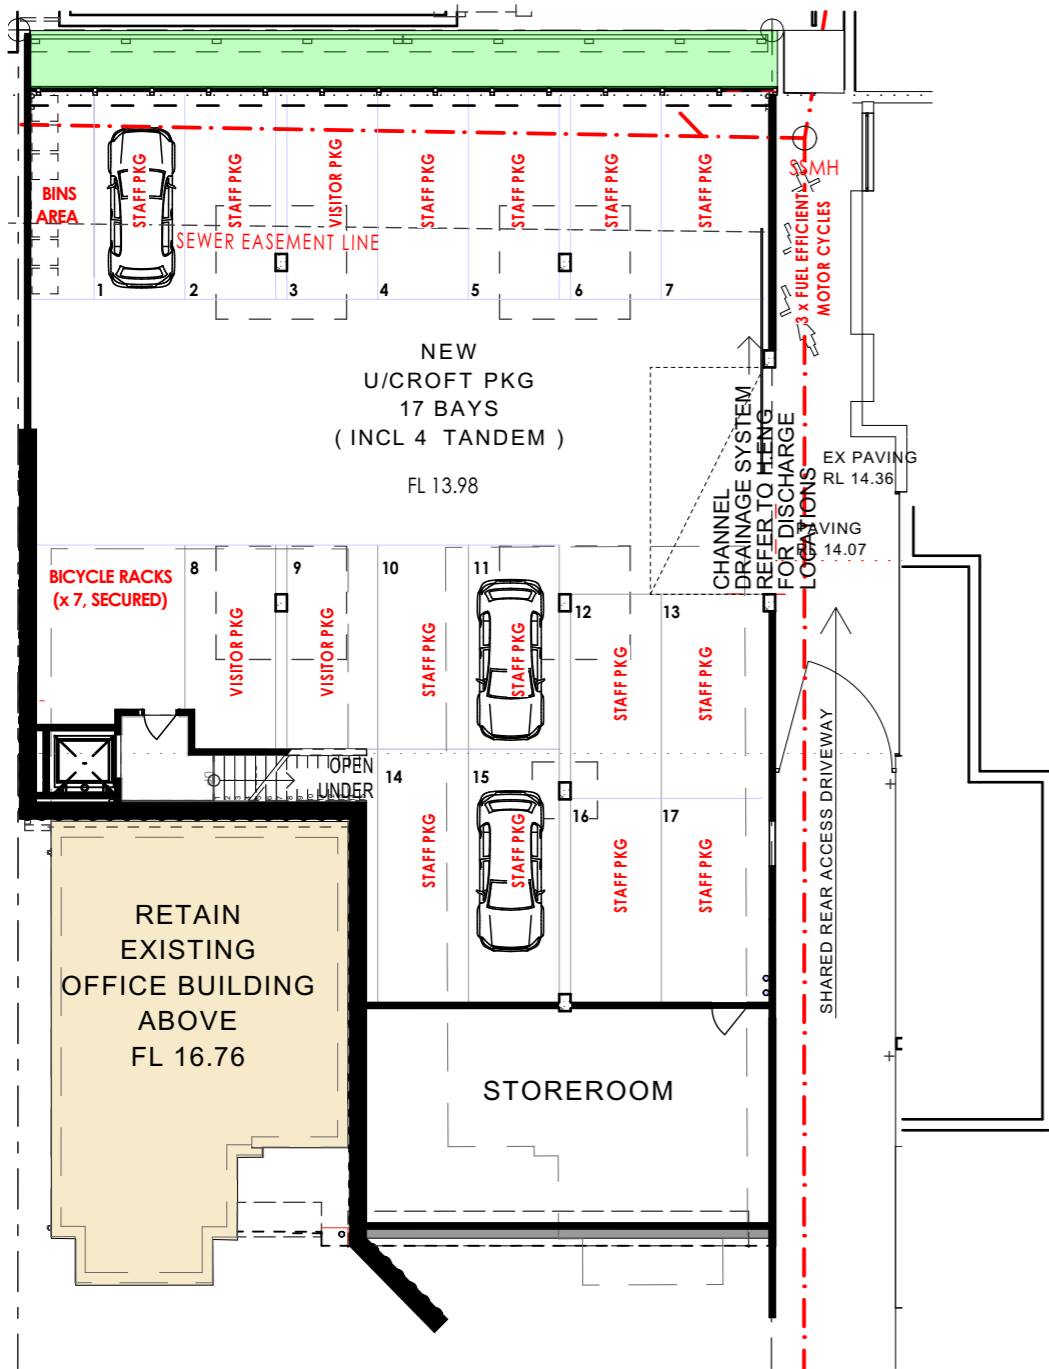 STAFF PKG
STAFF PKG
VISITOR PKG
STAFF PKG
STAFF PKG
STAFF PKG
STAFF PKG
SSMH
BINS
AREA
SEWER EASEMENT LINE
3 x FUEL EFFICIENT
MOTOR CYCLES
1
2
3
4
5
6
7
NEW
U/CROFT PKG
17 BAYS
( INCL 4 TANDEM )
FL 13.98
CHANNEL
DRAINAGE SYSTEM
REFER TO H.ENG
FOR DISCHARGE
LOCATIONS
EX PAVING
RL 14.36
PAVING
14.07
BICYCLE RACKS
(x 7, SECURED)
8
9
10
11
12
13
VISITOR PKG
VISITOR PKG
STAFF PKG
STAFF PKG
STAFF PKG
STAFF PKG
OPEN
UNDER
14
15
16
17
STAFF PKG
STAFF PKG
STAFF PKG
STAFF PKG
SHARED REAR ACCESS DRIVEWAY
RETAIN
EXISTING
OFFICE BUILDING
ABOVE
FL 16.76
STOREROOM